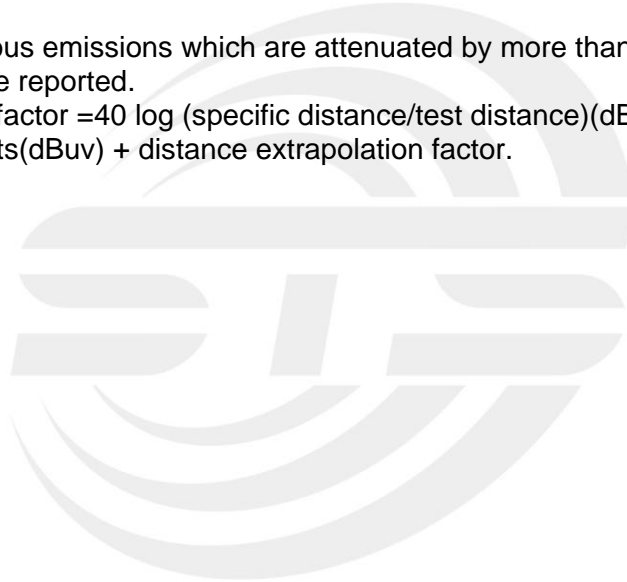 ous emissions which are attenuated by more than
e reported.
factor =40 log (specific distance/test distance)(dB
ts(dBuv) + distance extrapolation factor.